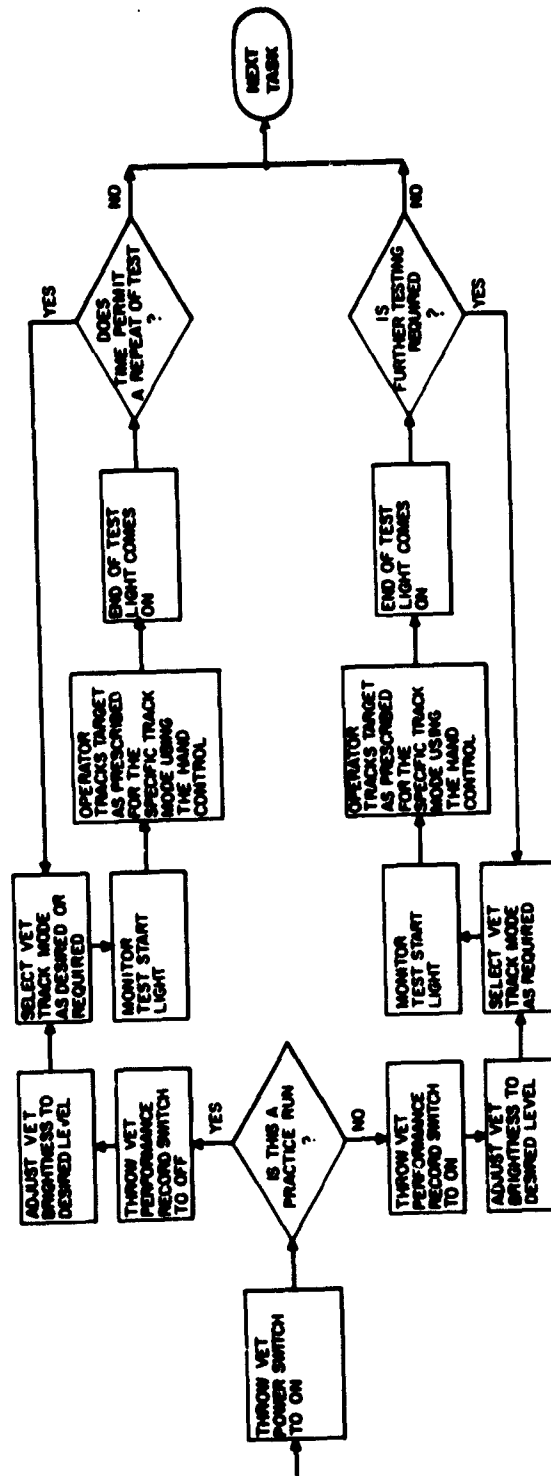 THROW VET
POWER SWITCH
TO ON
IS THIS A
PRACTICE RUN
?
YES
THROW VET
PERFORMANCE
RECORD SWITCH
TO OFF
ADJUST VET
BRIGHTNESS TO
DESIRED LEVEL
SELECT VET
TRACK MODE
AS DESIRED OR
REQUIRED
MONITOR
TEST START
LIGHT
OPERATOR
TRACKS TARGET
AS PRESCRIBED
FOR THE
SPECIFIC TRACK
MODE USING
THE HAND
CONTROL
END OF TEST
LIGHT COMES
ON
DOES
TIME PERMIT
A REPEAT OF TEST
?
YES
NO
NO
THROW VET
PERFORMANCE
RECORD SWITCH
TO ON
ADJUST VET
BRIGHTNESS TO
DESIRED LEVEL
SELECT VET
TRACK MODE
AS REQUIRED
MONITOR
TEST START
LIGHT
OPERATOR
TRACKS TARGET
AS PRESCRIBED
FOR THE
SPECIFIC TRACK
MODE USING
THE HAND
CONTROL
END OF TEST
LIGHT COMES
ON
IS
FURTHER TESTING
REQUIRED
?
NO
YES
NEXT
TASK